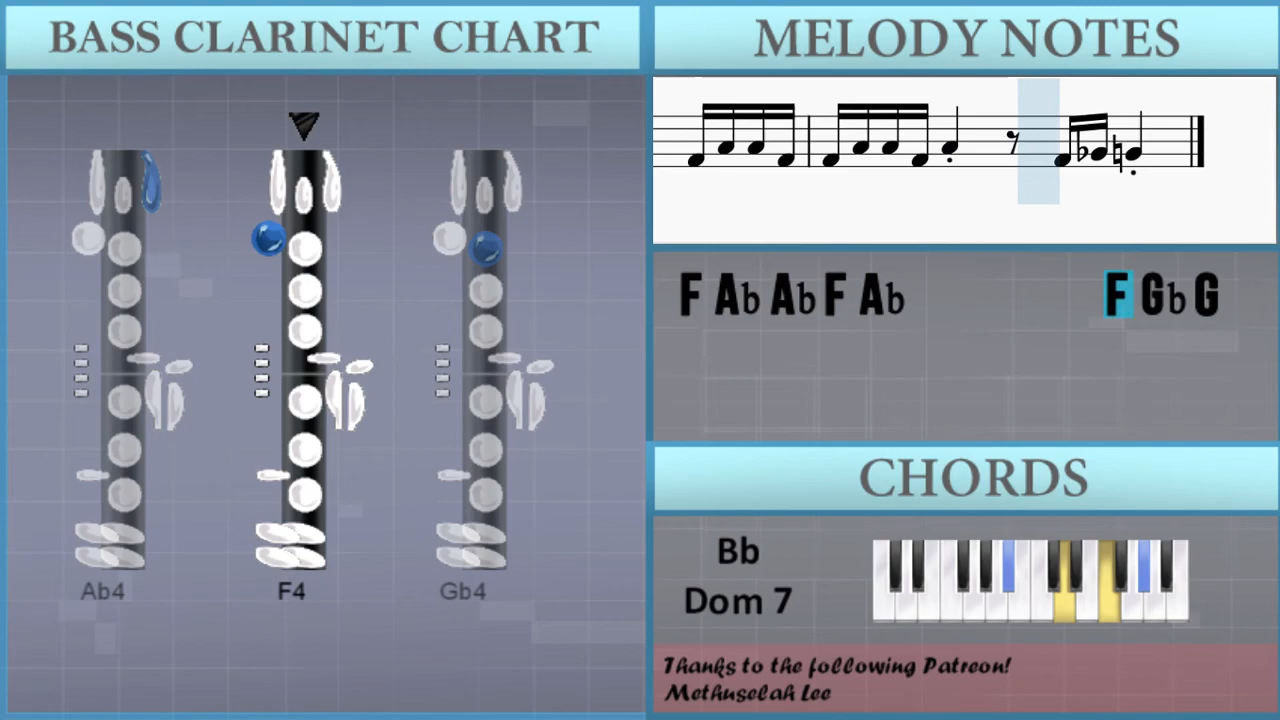 BASS CLARINET CHART
MELODY NOTES
F Ab Ab F Ab F Gb G
Ab4 F4 Gb4
CHORDS
Bb
Dom 7
Thanks to the following Patreon!
Methuselah Lee